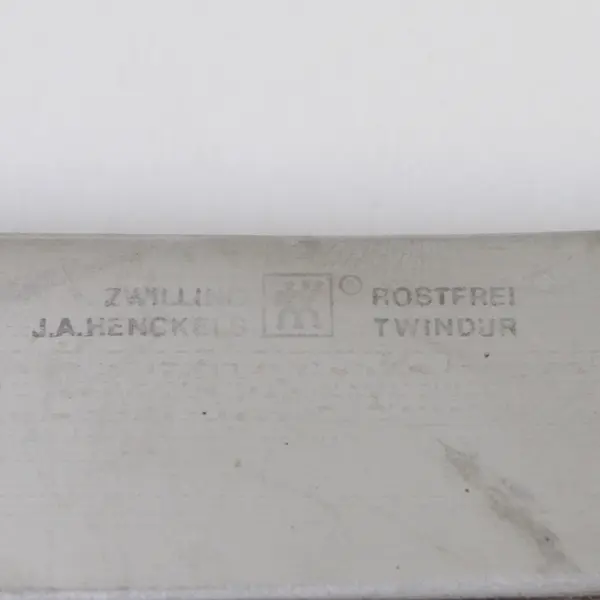 ZWILLING ® ROSTFREI
J.A.HENCKELS TWINDUR